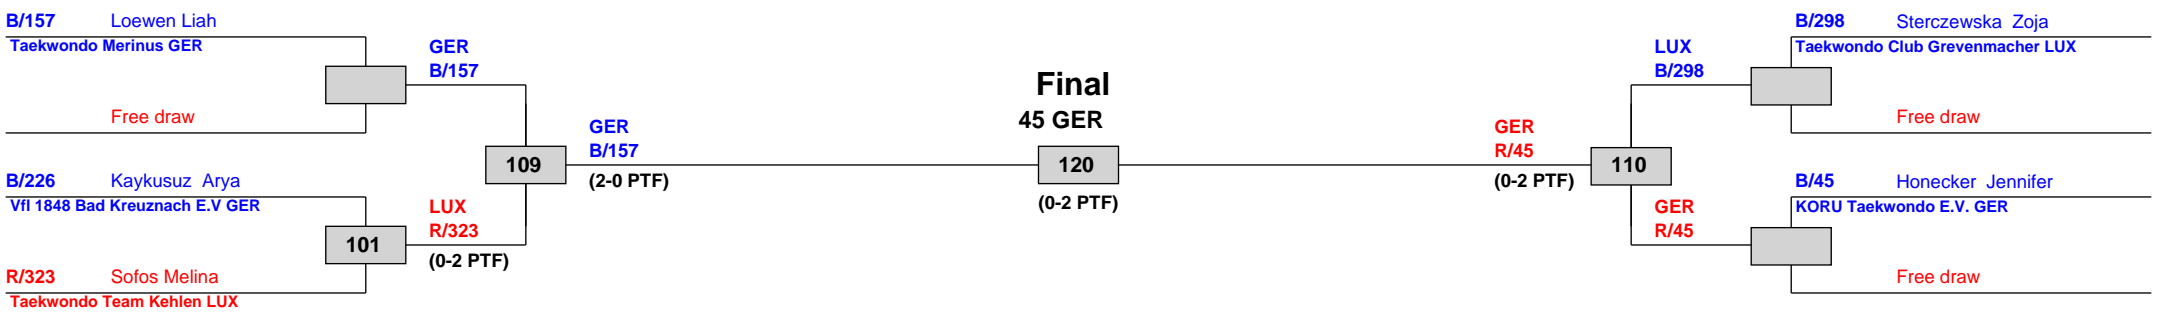 B/157 Loewen Liah
Taekwondo Merinus GER
Free draw
B/226 Kaykusuz Arya
Vfl 1848 Bad Kreuznach E.V GER
101
R/323 Sofos Melina
Taekwondo Team Kehlen LUX
GER
B/157
LUX
R/323
(0-2 PTF)
109
GER
B/157
(2-0 PTF)
Final
45 GER
120
(0-2 PTF)
GER
R/45
(0-2 PTF)
110
LUX
B/298
GER
R/45
B/298 Sterczewska Zoja
Taekwondo Club Grevenmacher LUX
Free draw
B/45 Honecker Jennifer
KORU Taekwondo E.V. GER
Free draw